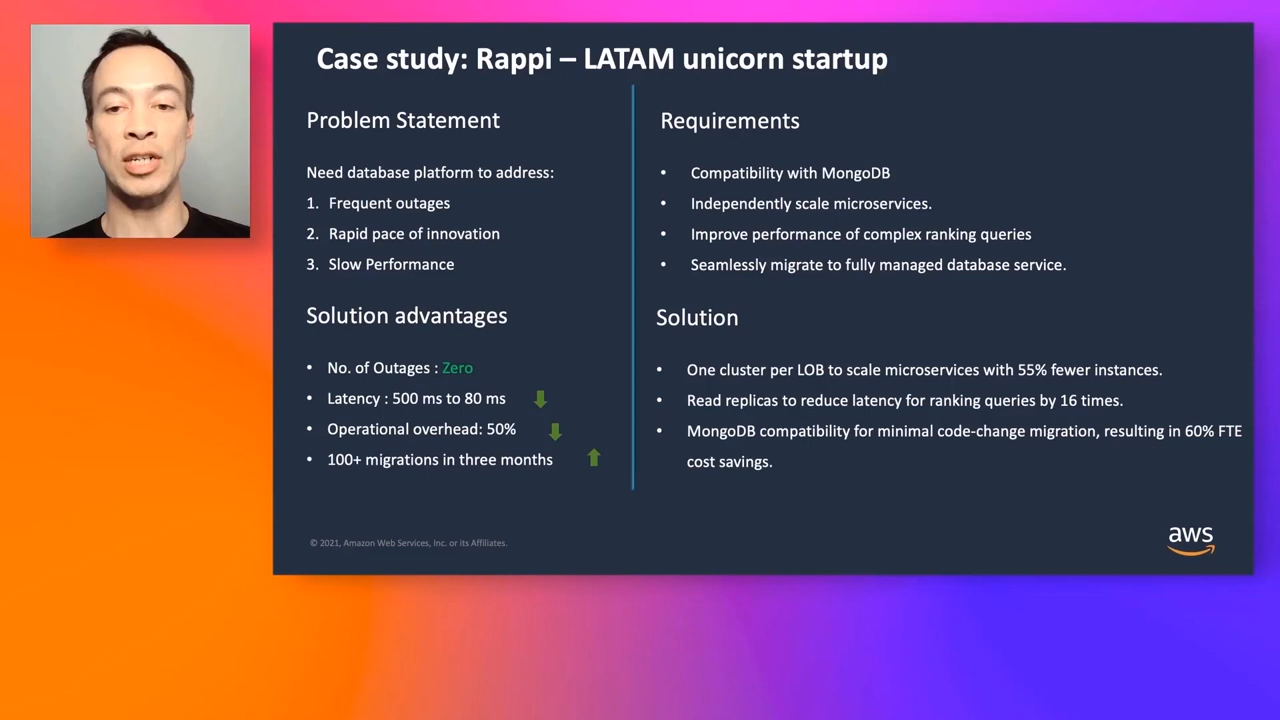 Case study: Rappi – LATAM unicorn startup
Problem Statement
Need database platform to address:
1. Frequent outages
2. Rapid pace of innovation
3. Slow Performance
Solution advantages
• No. of Outages : Zero
• Latency : 500 ms to 80 ms
• Operational overhead: 50%
• 100+ migrations in three months
Requirements
• Compatibility with MongoDB
• Independently scale microservices.
• Improve performance of complex ranking queries
• Seamlessly migrate to fully managed database service.
Solution
• One cluster per LOB to scale microservices with 55% fewer instances.
• Read replicas to reduce latency for ranking queries by 16 times.
• MongoDB compatibility for minimal code-change migration, resulting in 60% FTE
cost savings.
© 2021, Amazon Web Services, Inc. or its Affiliates.
aws